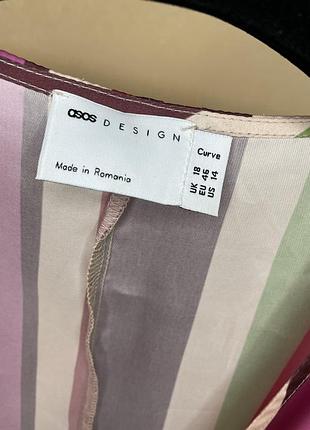 asos DESIGN
Made in Romania
Curve
UK 18
EU 46
US 14